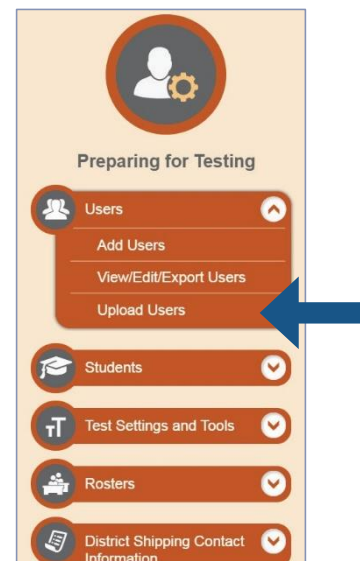 Preparing for Testing
Users
Add Users
View/Edit/Export Users
Upload Users
Students
TT Test Settings and Tools
Rosters
District Shipping Contact
Information